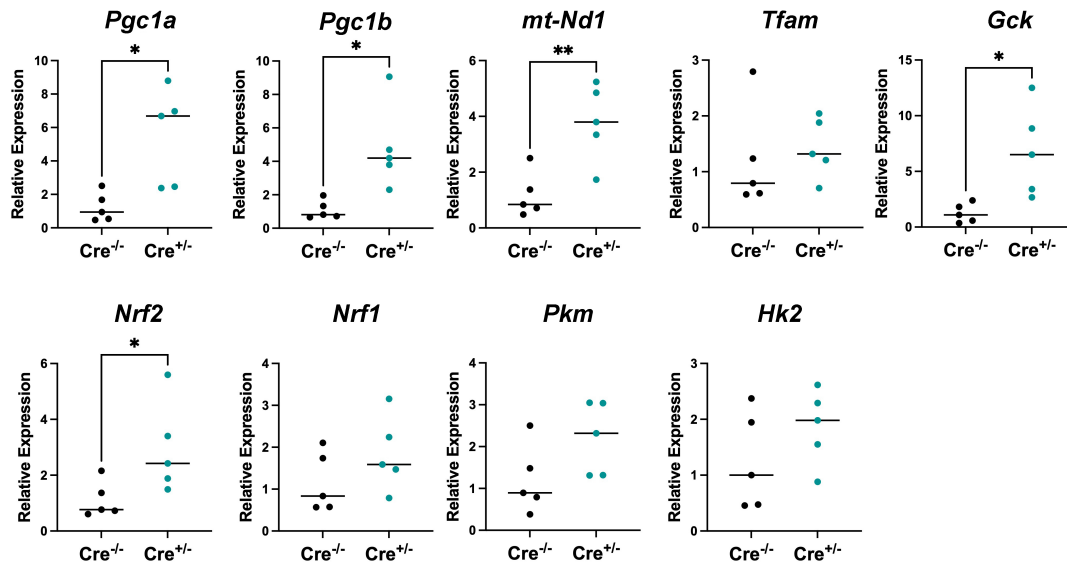 Pgc1a
Pgc1b
mt-Nd1
Tfam
Gck
*
*
**
*
Relative Expression
10
8
6
4
2
0
Cre-/-
Cre+/-
Relative Expression
10
8
6
4
2
0
Cre-/-
Cre+/-
Relative Expression
6
4
2
0
Cre-/-
Cre+/-
Relative Expression
3
2
1
0
Cre-/-
Cre+/-
Relative Expression
15
10
5
0
Cre-/-
Cre+/-
Nrf2
Nrf1
Pkm
Hk2
*
Relative Expression
6
4
2
0
Cre-/-
Cre+/-
Relative Expression
4
3
2
1
0
Cre-/-
Cre+/-
Relative Expression
4
3
2
1
0
Cre-/-
Cre+/-
Relative Expression
3
2
1
0
Cre-/-
Cre+/-